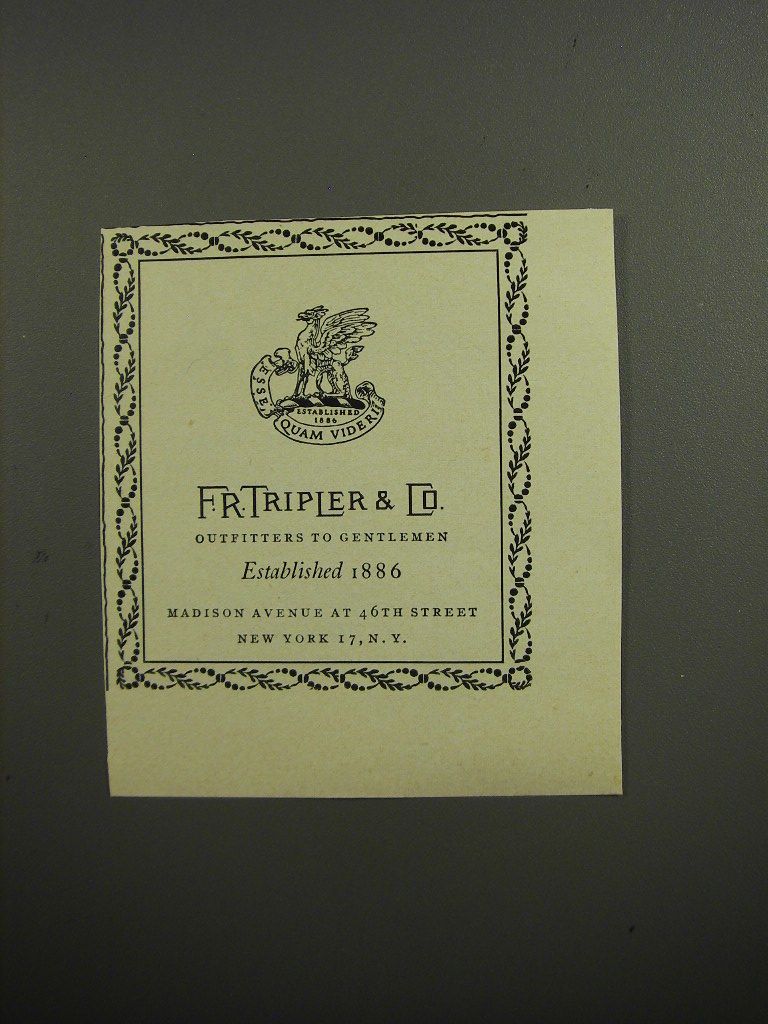 ESSE
ESTABLISHED
1886
QUAM VIDERI
F.R. TRIPLER & CO.
OUTFITTERS TO GENTLEMEN
Established 1886
MADISON AVENUE AT 46TH STREET
NEW YORK 17, N. Y.